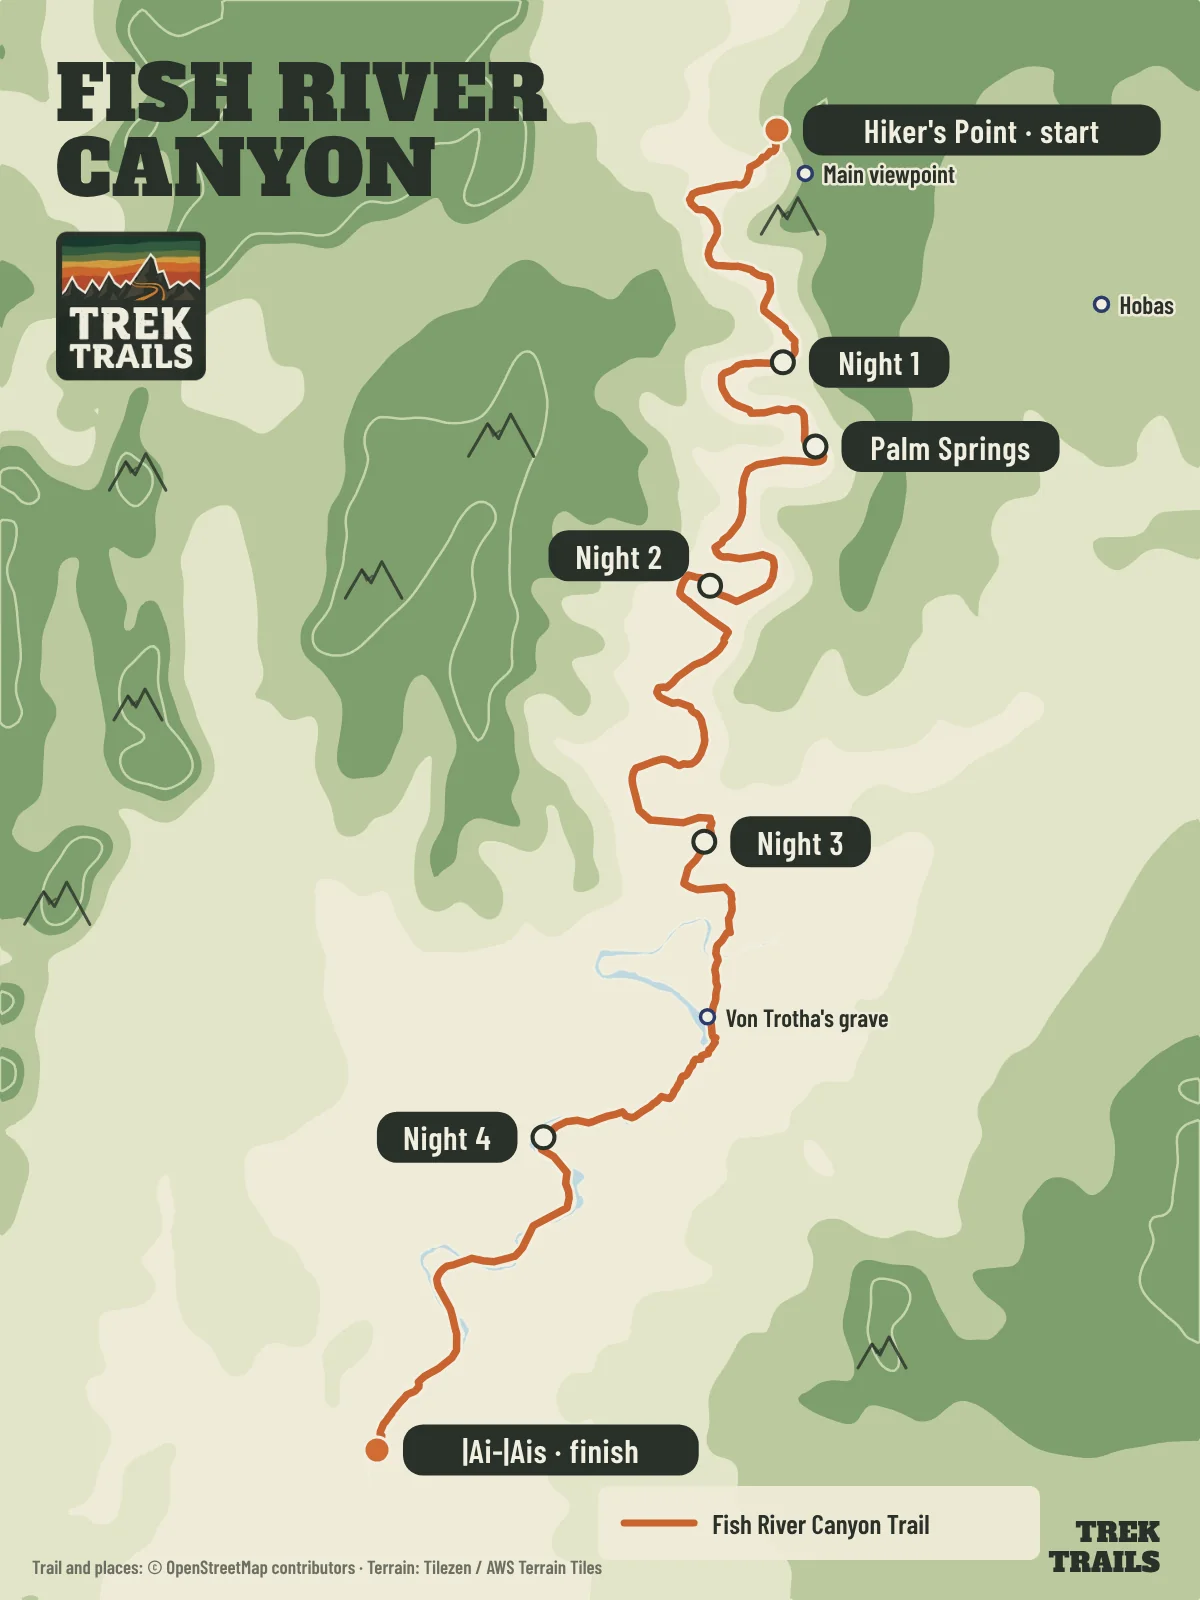 FISH RIVER
CANYON
TREK
TRAILS
Hiker's Point · start
Main viewpoint
Hobas
Night 1
Palm Springs
Night 2
Night 3
Von Trotha's grave
Night 4
|Ai-|Ais · finish
Fish River Canyon Trail
Trail and places: © OpenStreetMap contributors · Terrain: Tilezen / AWS Terrain Tiles
TREK
TRAILS